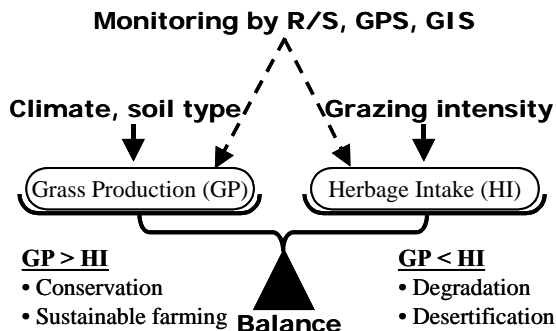 Monitoring by R/S, GPS, GIS
Climate, soil type
Grazing intensity
Grass Production (GP)
Herbage Intake (HI)
GP > HI
• Conservation
• Sustainable farming
GP < HI
• Degradation
• Desertification
Balance